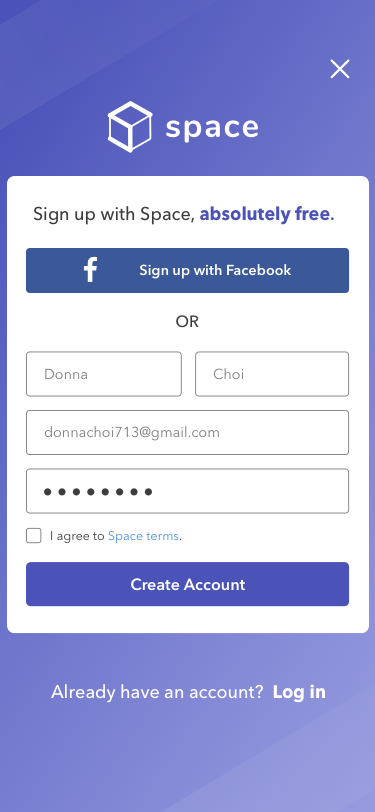 space
Sign up with Space, absolutely free.
Sign up with Facebook
OR
Donna
Choi
donnachoi713@gmail.com
I agree to Space terms.
Create Account
Already have an account? Log in